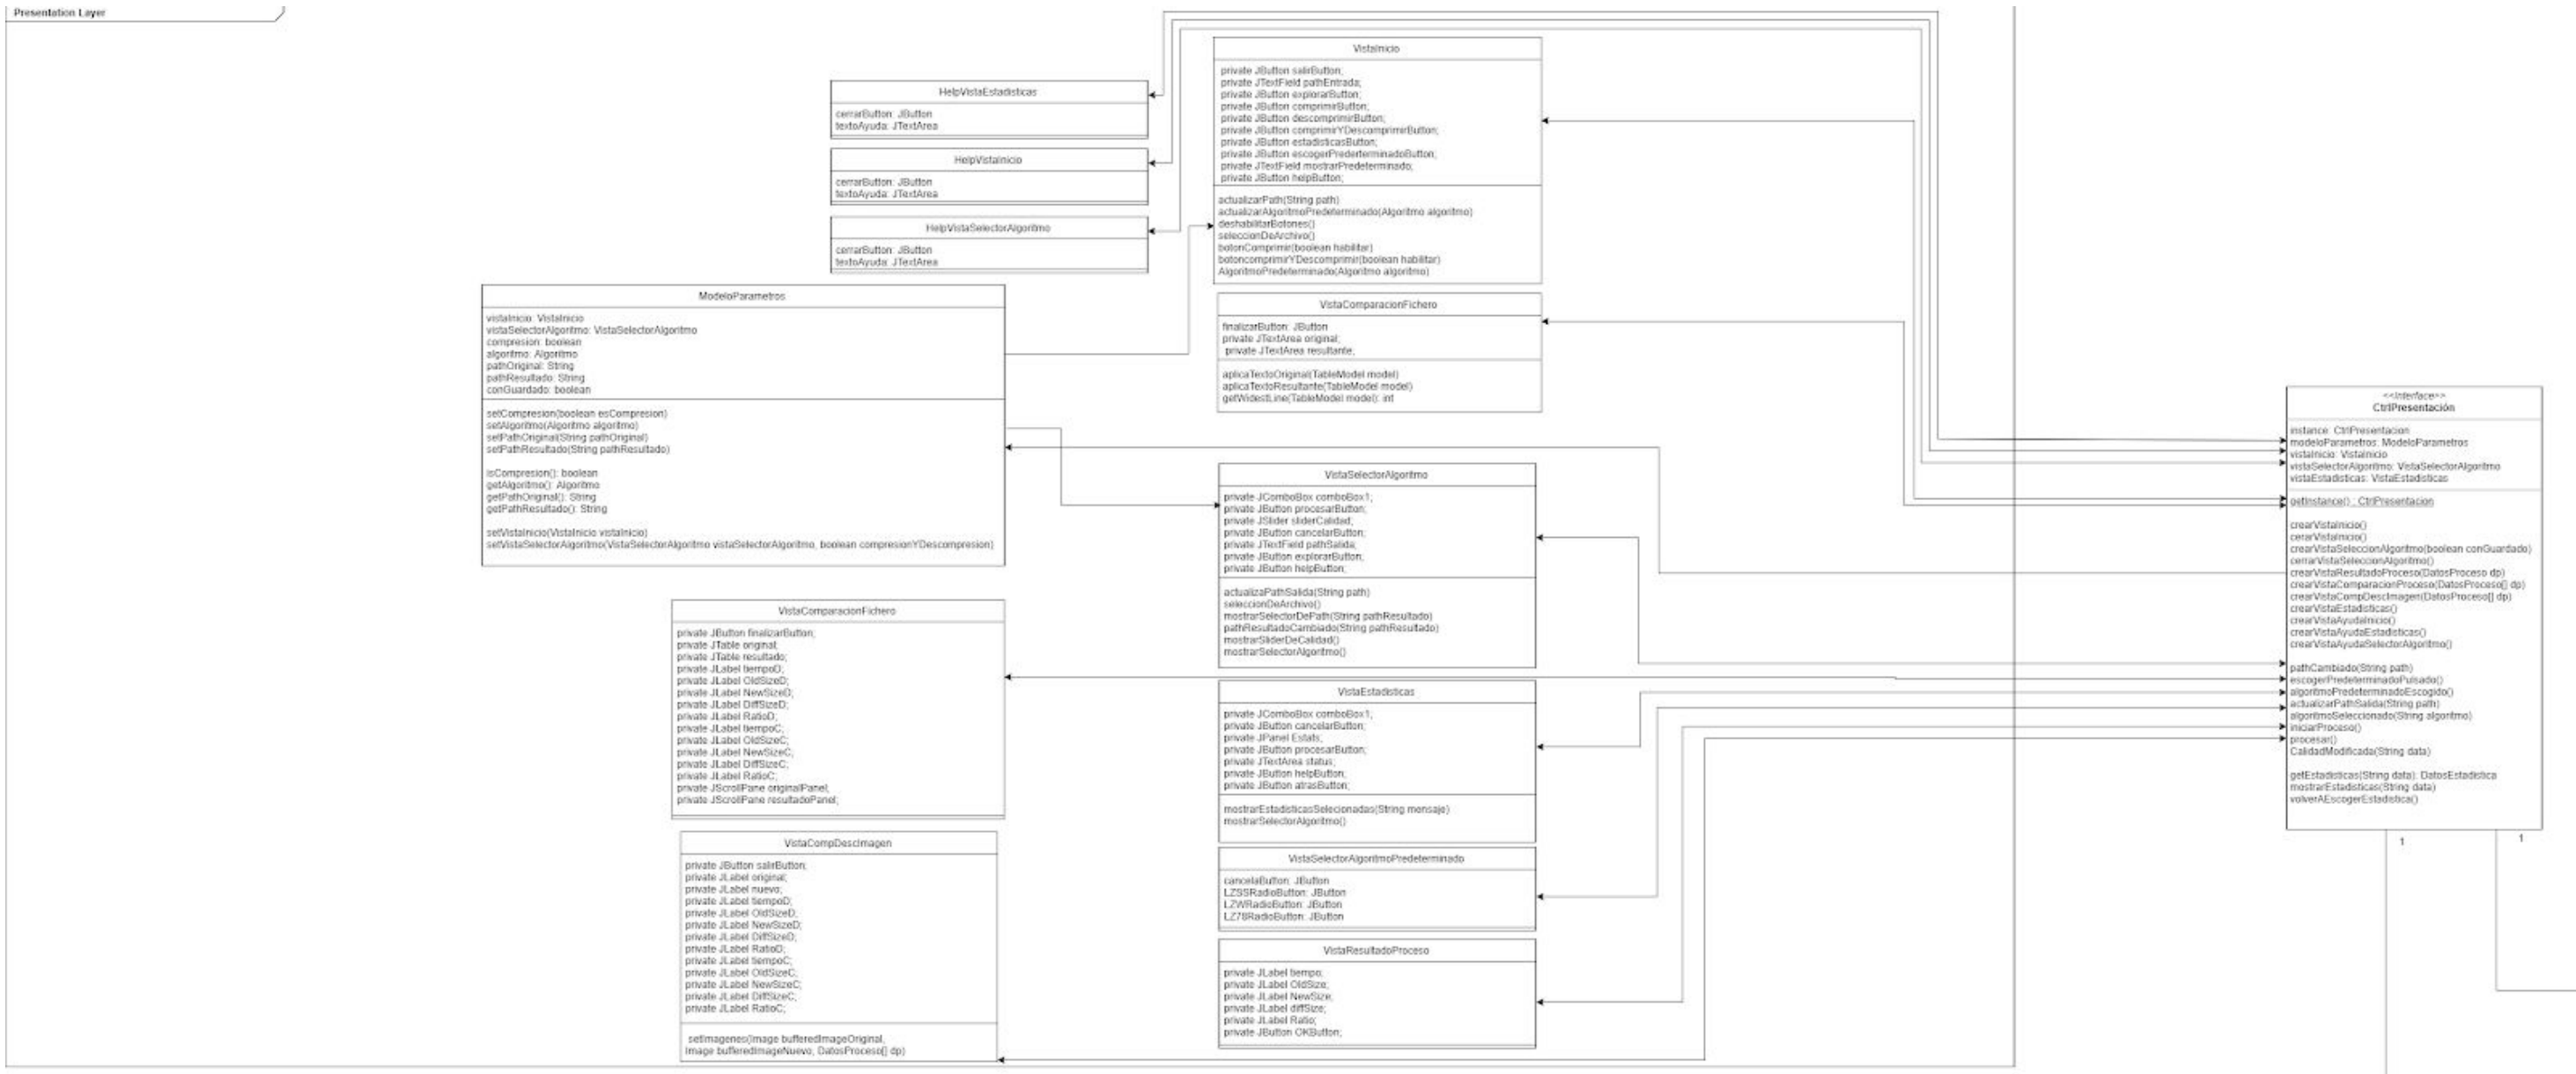 Presentation Layer
HelpVistaEstadisticas
cerrarButton: JButton
textoAyuda: JTextArea
HelpVistaInicio
cerrarButton: JButton
textoAyuda: JTextArea
HelpVistaSelectorAlgoritmo
cerrarButton: JButton
textoAyuda: JTextArea
VistaInicio
private JButton salirButton;
private JTextField pathEntrada;
private JButton explorarButton;
private JButton comprimirButton;
private JButton descomprimirButton;
private JButton comprimirYDescomprimirButton;
private JButton estadisticasButton;
private JButton escogerPrederterminadoButton;
private JTextField mostrarPredeterminado;
private JButton helpButton;
actualizarPath(String path)
actualizarAlgoritmoPredeterminado(Algoritmo algoritmo)
deshabilitarBotones()
seleccionDeArchivo()
botonComprimir(boolean habilitar)
botoncomprimirYDescomprimir(boolean habilitar)
AlgoritmoPredeterminado(Algoritmo algoritmo)
ModeloParametros
vistaInicio: VistaInicio
vistaSelectorAlgoritmo: VistaSelectorAlgoritmo
compresion: boolean
algoritmo: Algoritmo
pathOriginal: String
pathResultado: String
conGuardado: boolean
setCompresion(boolean esCompresion)
setAlgoritmo(Algoritmo algoritmo)
setPathOriginal(String pathOriginal)
setPathResultado(String pathResultado)
isCompresion(): boolean
getAlgoritmo(): Algoritmo
getPathOriginal(): String
getPathResultado(): String
setVistaInicio(VistaInicio vistaInicio)
setVistaSelectorAlgoritmo(VistaSelectorAlgoritmo vistaSelectorAlgoritmo, boolean compresionYDescompresion)
VistaComparacionFichero
finalizarButton: JButton
private JTextArea original;
private JTextArea resultante;
aplicaTextoOriginal(TableModel model)
aplicaTextoResultante(TableModel model)
getWidestLine(TableModel model): int
VistaSelectorAlgoritmo
private JComboBox comboBox1;
private JButton procesarButton;
private JSlider sliderCalidad;
private JButton cancelarButton;
private JTextField pathSalida;
private JButton explorarButton;
private JButton helpButton;
actualizaPathSalida(String path)
seleccionDeArchivo()
mostrarSelectorDePath(String pathResultado)
pathResultadoCambiado(String pathResultado)
mostrarSliderDeCalidad()
mostrarSelectorAlgoritmo()
VistaComparacionFichero
private JButton finalizarButton;
private JTable original;
private JTable resultado;
private JLabel tiempoD;
private JLabel OldSizeD;
private JLabel NewSizeD;
private JLabel DiffSizeD;
private JLabel RatioD;
private JLabel tiempoC;
private JLabel OldSizeC;
private JLabel NewSizeC;
private JLabel DiffSizeC;
private JLabel RatioC;
private JScrollPane originalPanel;
private JScrollPane resultadoPanel;
VistaEstadisticas
private JComboBox comboBox1;
private JButton cancelarButton;
private JPanel Estats;
private JButton procesarButton;
private JTextArea status;
private JButton helpButton;
private JButton atrasButton;
mostrarEstadisticasSelecionadas(String mensaje)
mostrarSelectorAlgoritmo()
VistaCompDescImagen
private JButton salirButton;
private JLabel original;
private JLabel nuevo;
private JLabel tiempoD;
private JLabel OldSizeD;
private JLabel NewSizeD;
private JLabel DiffSizeD;
private JLabel RatioD;
private JLabel tiempoC;
private JLabel OldSizeC;
private JLabel NewSizeC;
private JLabel DiffSizeC;
private JLabel RatioC;
setImagenes(Image bufferedImageOriginal,
Image bufferedImageNuevo, DatosProceso[] dp)
VistaSelectorAlgoritmoPredeterminado
cancelaButton: JButton
LZSSRadioButton: JButton
LZWRadioButton: JButton
LZ78RadioButton: JButton
VistaResultadoProceso
private JLabel tiempo;
private JLabel OldSize;
private JLabel NewSize;
private JLabel diffSize;
private JLabel Ratio;
private JButton OKButton;
<<Interface>>
CtrlPresentación
instance: CtrlPresentacion
modeloParametros: ModeloParametros
vistaInicio: VistaInicio
vistaSelectorAlgoritmo: VistaSelectorAlgoritmo
vistaEstadisticas: VistaEstadisticas
getInstance() : CtrlPresentacion
crearVistaInicio()
cerarVistaInicio()
crearVistaSeleccionAlgoritmo(boolean conGuardado)
cerrarVistaSeleccionAlgoritmo()
crearVistaResultadoProceso(DatosProceso dp)
crearVistaComparacionProceso(DatosProceso[] dp)
crearVistaCompDescImagen(DatosProceso[] dp)
crearVistaEstadisticas()
crearVistaAyudaInicio()
crearVistaAyudaEstadisticas()
crearVistaAyudaSelectorAlgoritmo()
pathCambiado(String path)
escogerPredeterminadoPulsado()
algoritmoPredeterminadoEscogido()
actualizarPathSalida(String path)
algoritmoSeleccionado(String algoritmo)
iniciarProceso()
procesar()
CalidadModificada(String data)
getEstadisticas(String data): DatosEstadistica
mostrarEstadisticas(String data)
volverAEscogerEstadistica()
1
1